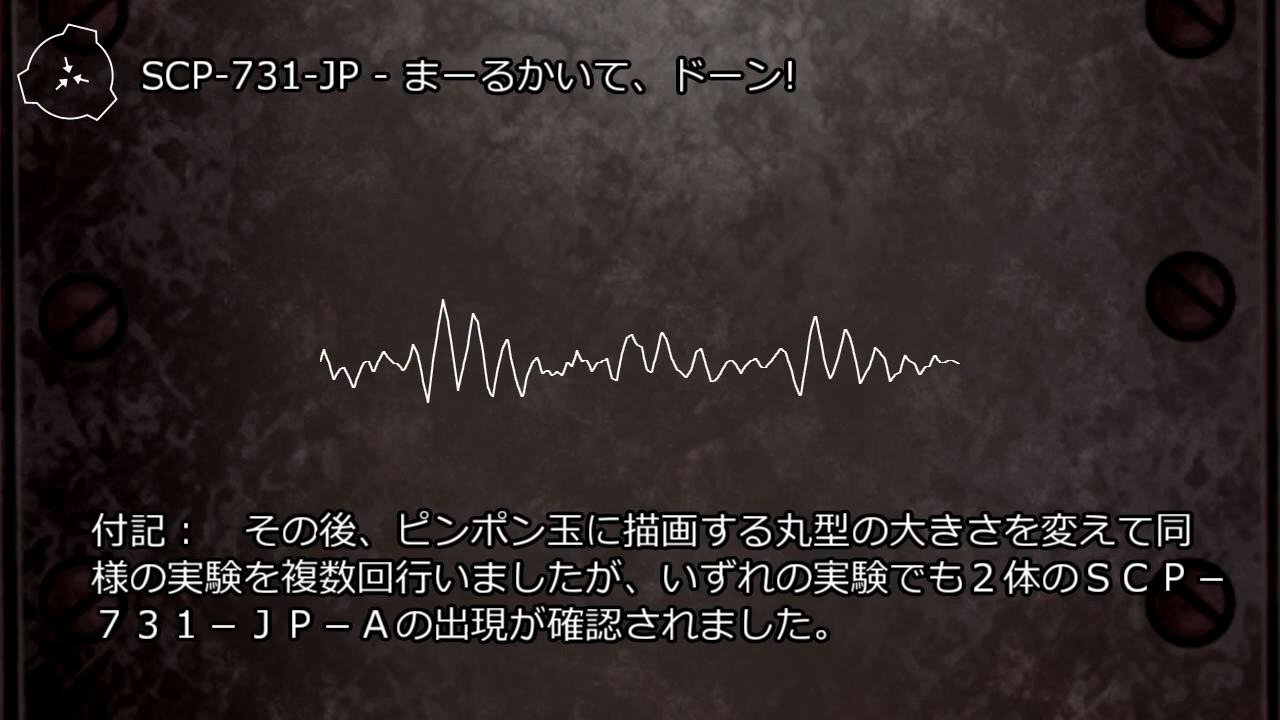 SCP-731-JP - まーるかいて、ドーン!
付記：　その後、ピンポン玉に描画する丸型の大きさを変えて同
様の実験を複数回行いましたが、いずれの実験でも２体のＳＣＰ－
７３１－ＪＰ－Ａの出現が確認されました。